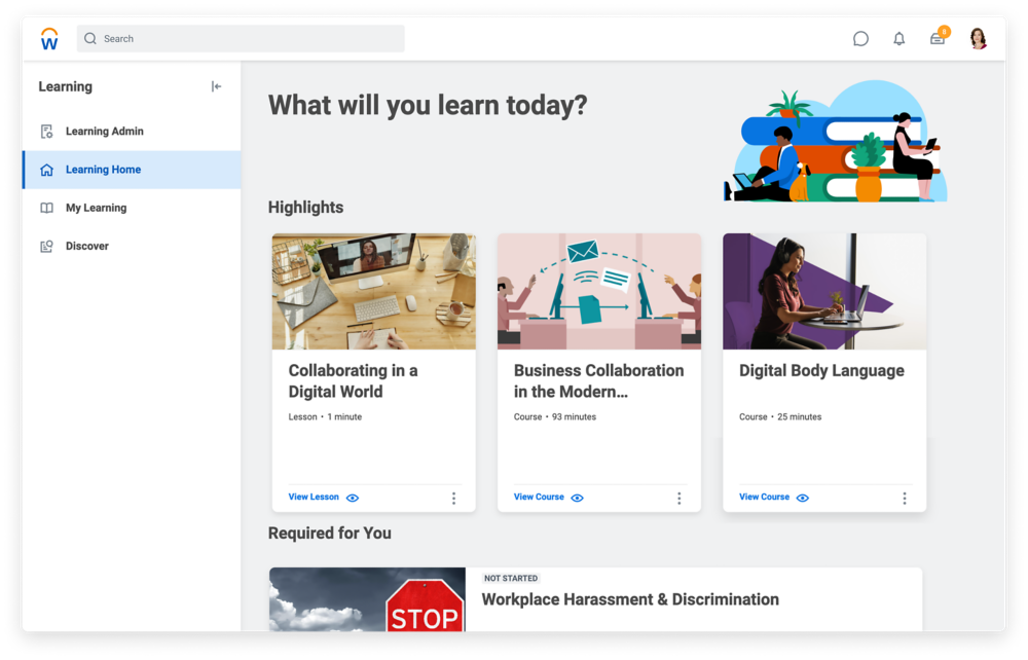 W
Search
8
Learning
Learning Admin
Learning Home
My Learning
Discover
What will you learn today?
Highlights
Collaborating in a
Digital World
Lesson • 1 minute
View Lesson
Business Collaboration
in the Modern...
Course • 93 minutes
View Course
Digital Body Language
Course • 25 minutes
View Course
Required for You
STOP
NOT STARTED
Workplace Harassment & Discrimination